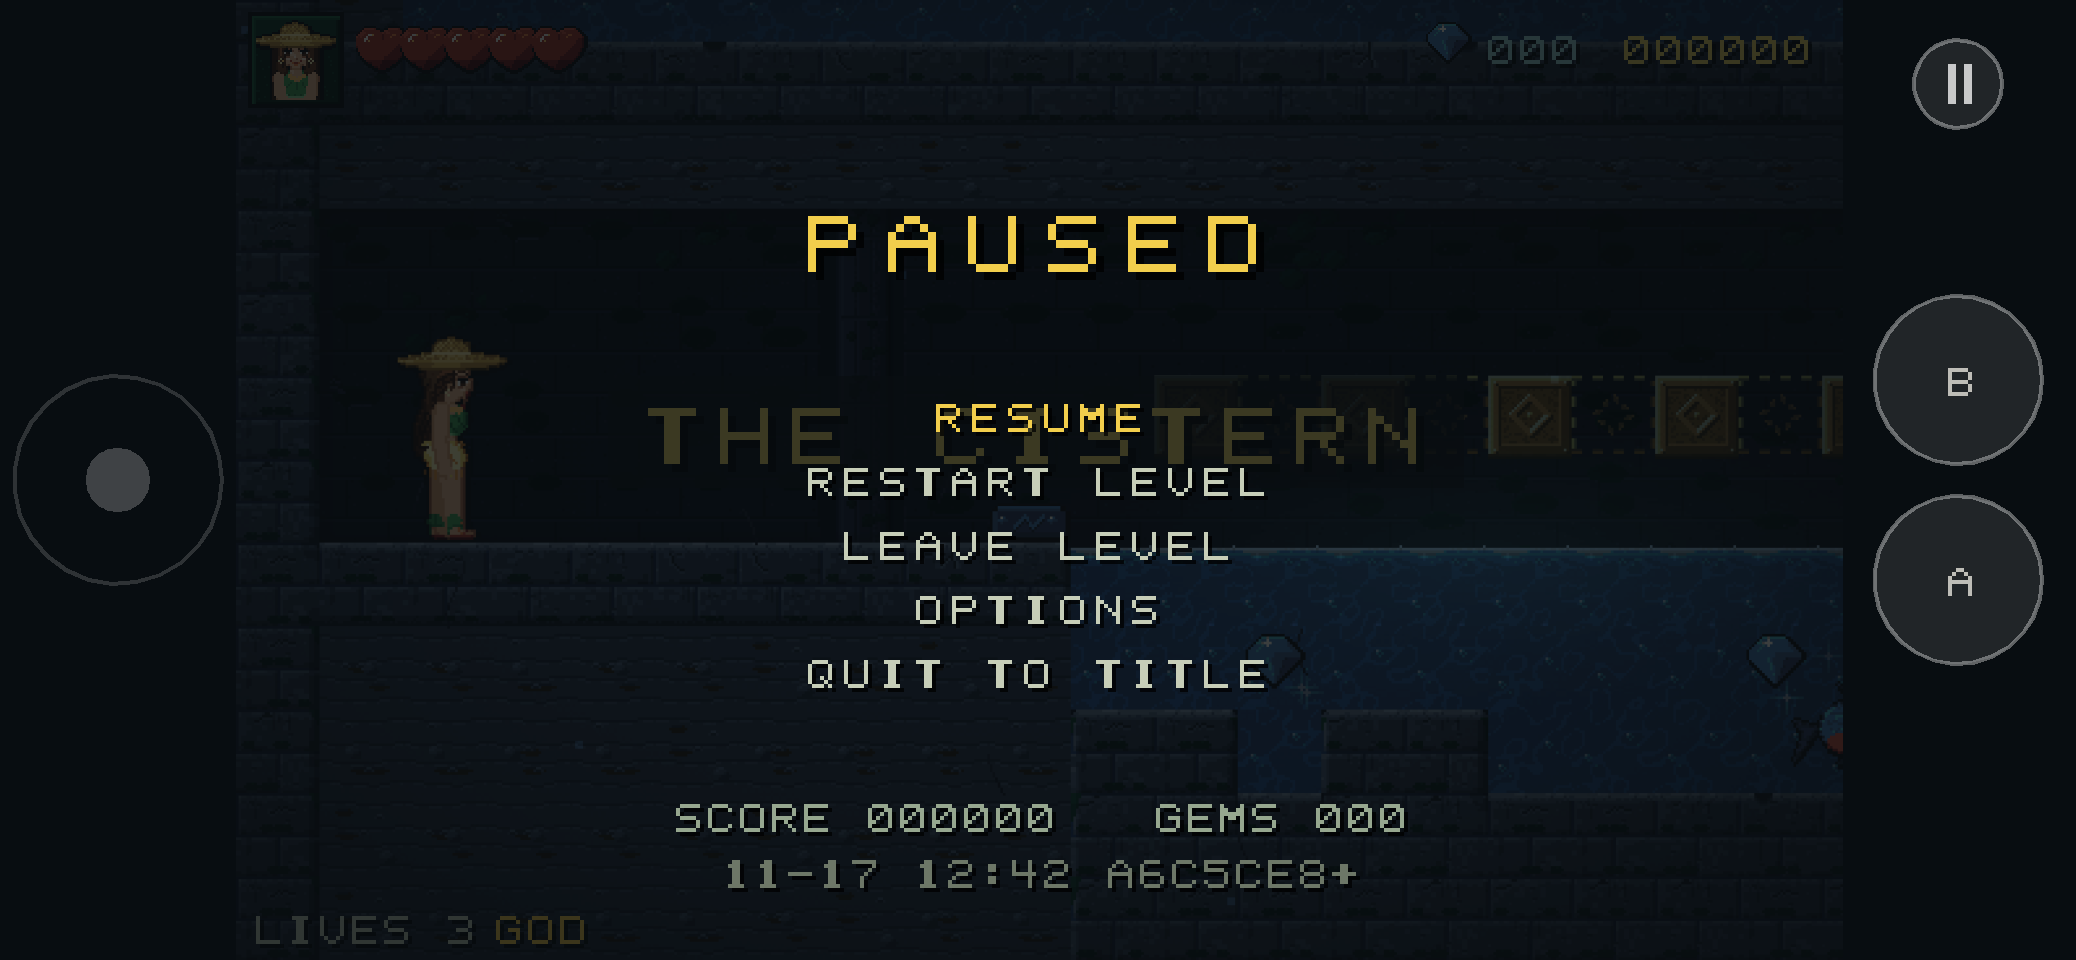 000 000000
PAUSED
RESUME
THE CISTERN
RESTART LEVEL
LEAVE LEVEL
OPTIONS
QUIT TO TITLE
SCORE 000000 GEMS 000
11-17 12:42 A6C5CE8+
LIVES 3 GOD
B
A